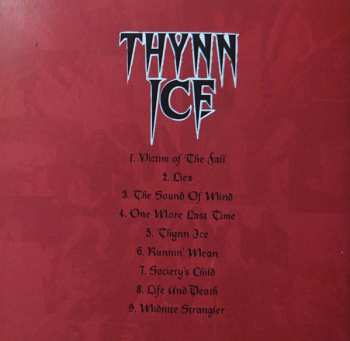 THYNN
ICE
1. Victim of The Fall
2. Lies
3. The Sound Of Wind
4. One More Last Time
5. Thynn Ice
6. Runnin' Mean
7. Society's Child
8. Life And Death
9. Midnite Strangler